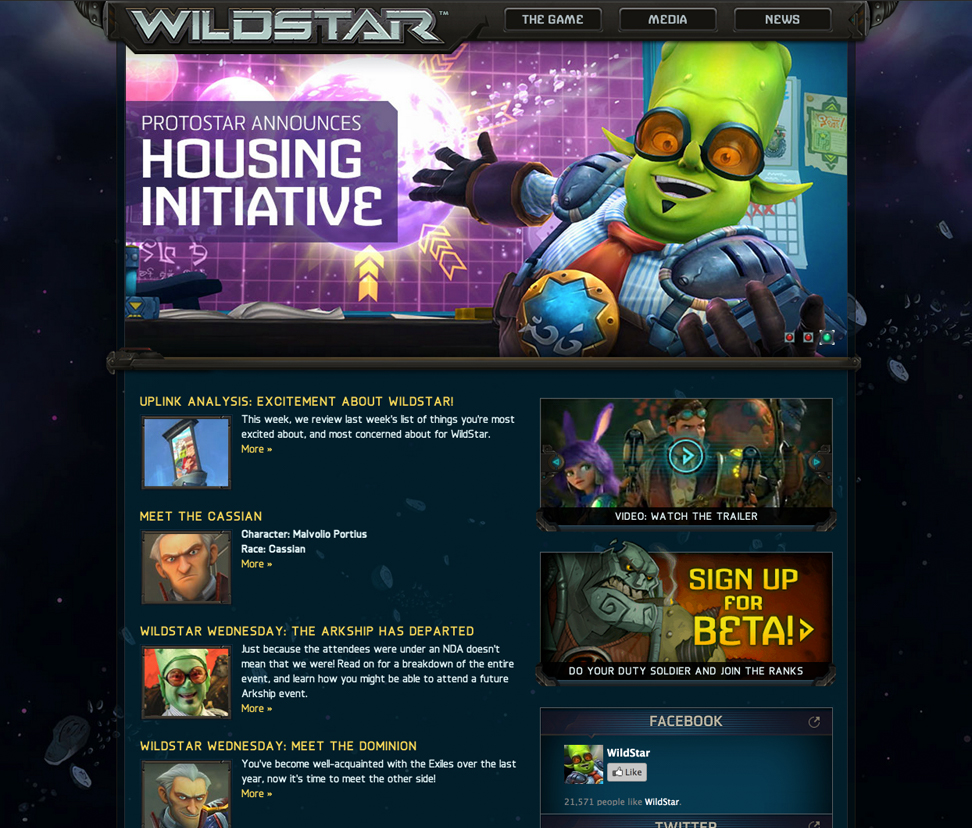 WILDSTAR™
THE GAME
MEDIA
NEWS
PROTOSTAR ANNOUNCES
HOUSING
INITIATIVE
UPLINK ANALYSIS: EXCITEMENT ABOUT WILDSTAR!
This week, we review last week's list of things you're most
excited about, and most concerned about for WildStar.
More »
MEET THE CASSIAN
Character: Malvolio Portius
Race: Cassian
More »
WILDSTAR WEDNESDAY: THE ARKSHIP HAS DEPARTED
Just because the attendees were under an NDA doesn't
mean that we were! Read on for a breakdown of the entire
event, and learn how you might be able to attend a future
Arkship event.
More »
WILDSTAR WEDNESDAY: MEET THE DOMINION
You've become well-acquainted with the Exiles over the last
year, now it's time to meet the other side!
More »
VIDEO: WATCH THE TRAILER
SIGN UP
FOR
BETA!
DO YOUR DUTY SOLDIER AND JOIN THE RANKS
FACEBOOK
WildStar
Like
21,571 people like WildStar.
TWITTER